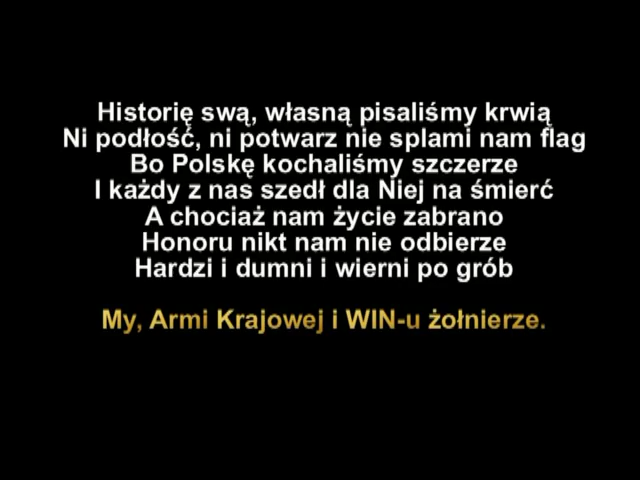 Historię swą, własną pisaliśmy krwią
Ni podłość, ni potwarz nie splami nam flag
Bo Polskę kochaliśmy szczerze
I każdy z nas szedł dla Niej na śmierć
A chociaż nam życie zabrano
Honoru nikt nam nie odbierze
Hardzi i dumni i wierni po grób
My, Armi Krajowej i WIN-u żołnierze.